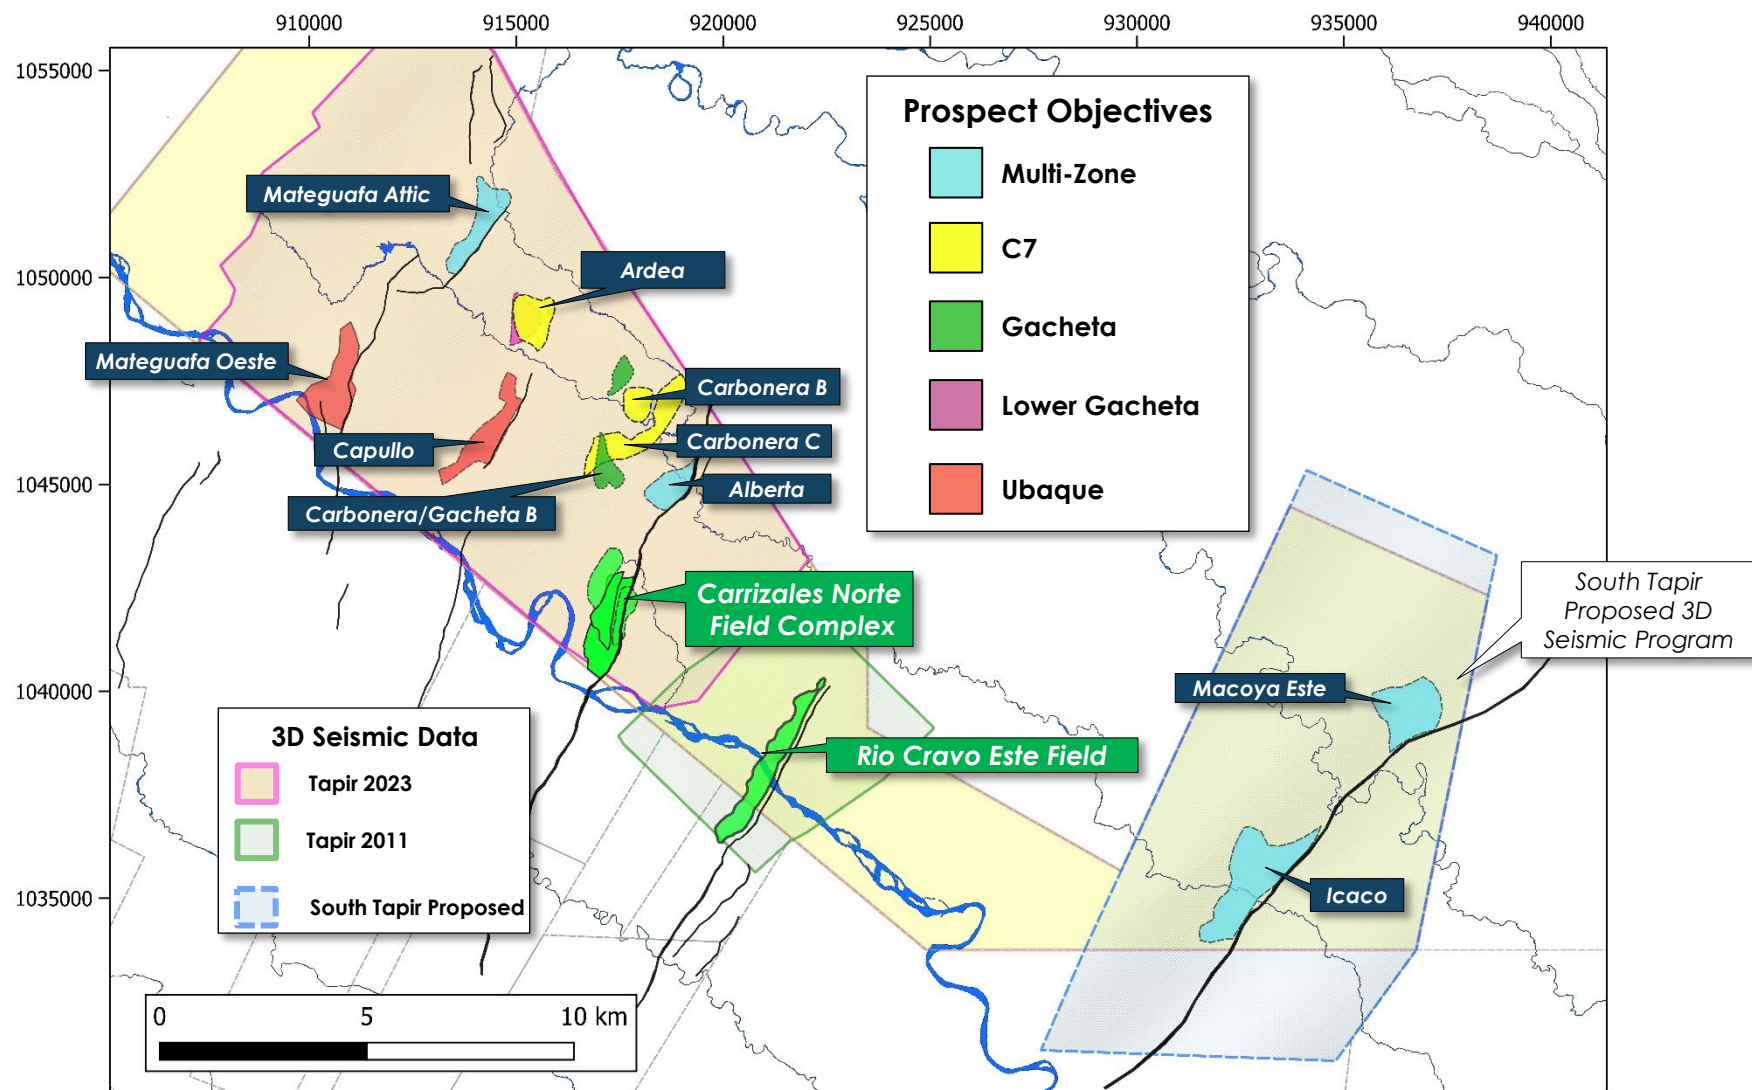 910000 915000 920000 925000 930000 935000 940000
1055000
1050000
1045000
1040000
1035000
Prospect Objectives
Multi-Zone
C7
Gacheta
Lower Gacheta
Ubaque
Mateguafa Attic
Ardea
Mateguafa Oeste
Carbonera B
Capullo
Carbonera C
Alberta
Carbonera/Gacheta B
Carrizales Norte
Field Complex
South Tapir
Proposed 3D
Seismic Program
Macoya Este
Rio Cravo Este Field
Icaco
3D Seismic Data
Tapir 2023
Tapir 2011
South Tapir Proposed
0 5 10 km